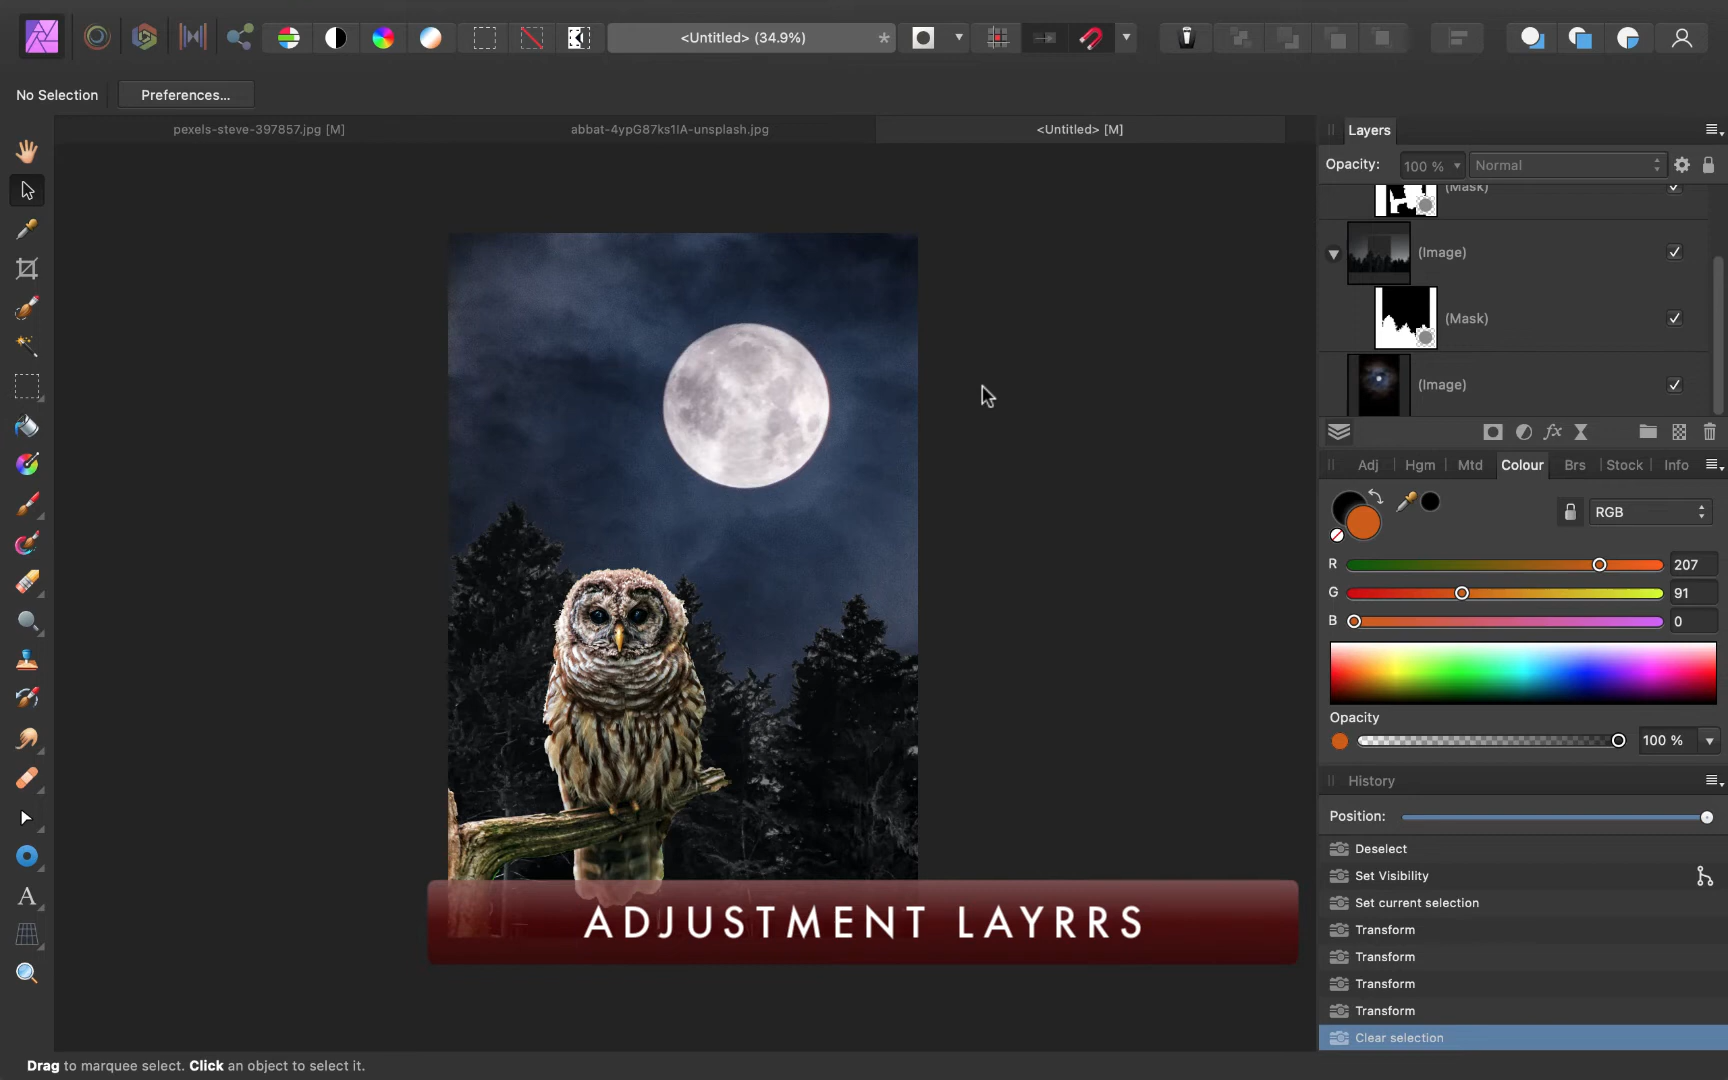 <Untitled> (34.9%)
*
No Selection
Preferences...
pexels-steve-397857.jpg [M]
abbat-4ypG87ks1IA-unsplash.jpg
<Untitled> [M]
Layers
Opacity:
100 %
Normal
(Mask)
(Image)
(Mask)
(Image)
Adj
Hgm
Mtd
Colour
Brs
Stock
Info
RGB
R
207
G
91
B
0
Opacity
100 %
History
Position:
Deselect
Set Visibility
Set current selection
Transform
Transform
Transform
Transform
Clear selection
ADJUSTMENT LAYRRS
Drag to marquee select. Click an object to select it.